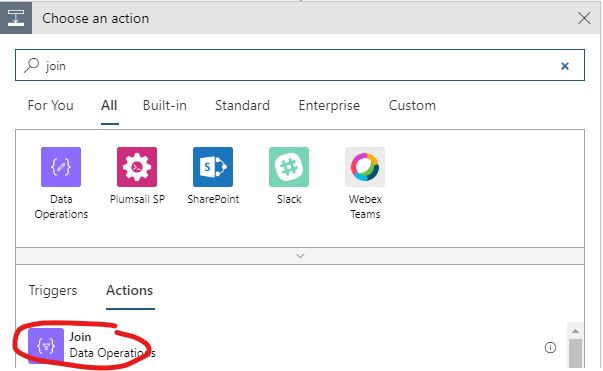 Choose an action
join
For You All Built-in Standard Enterprise Custom
Data
Operations
Plumsail SP
SharePoint
Slack
Webex
Teams
Triggers Actions
Join
Data Operations